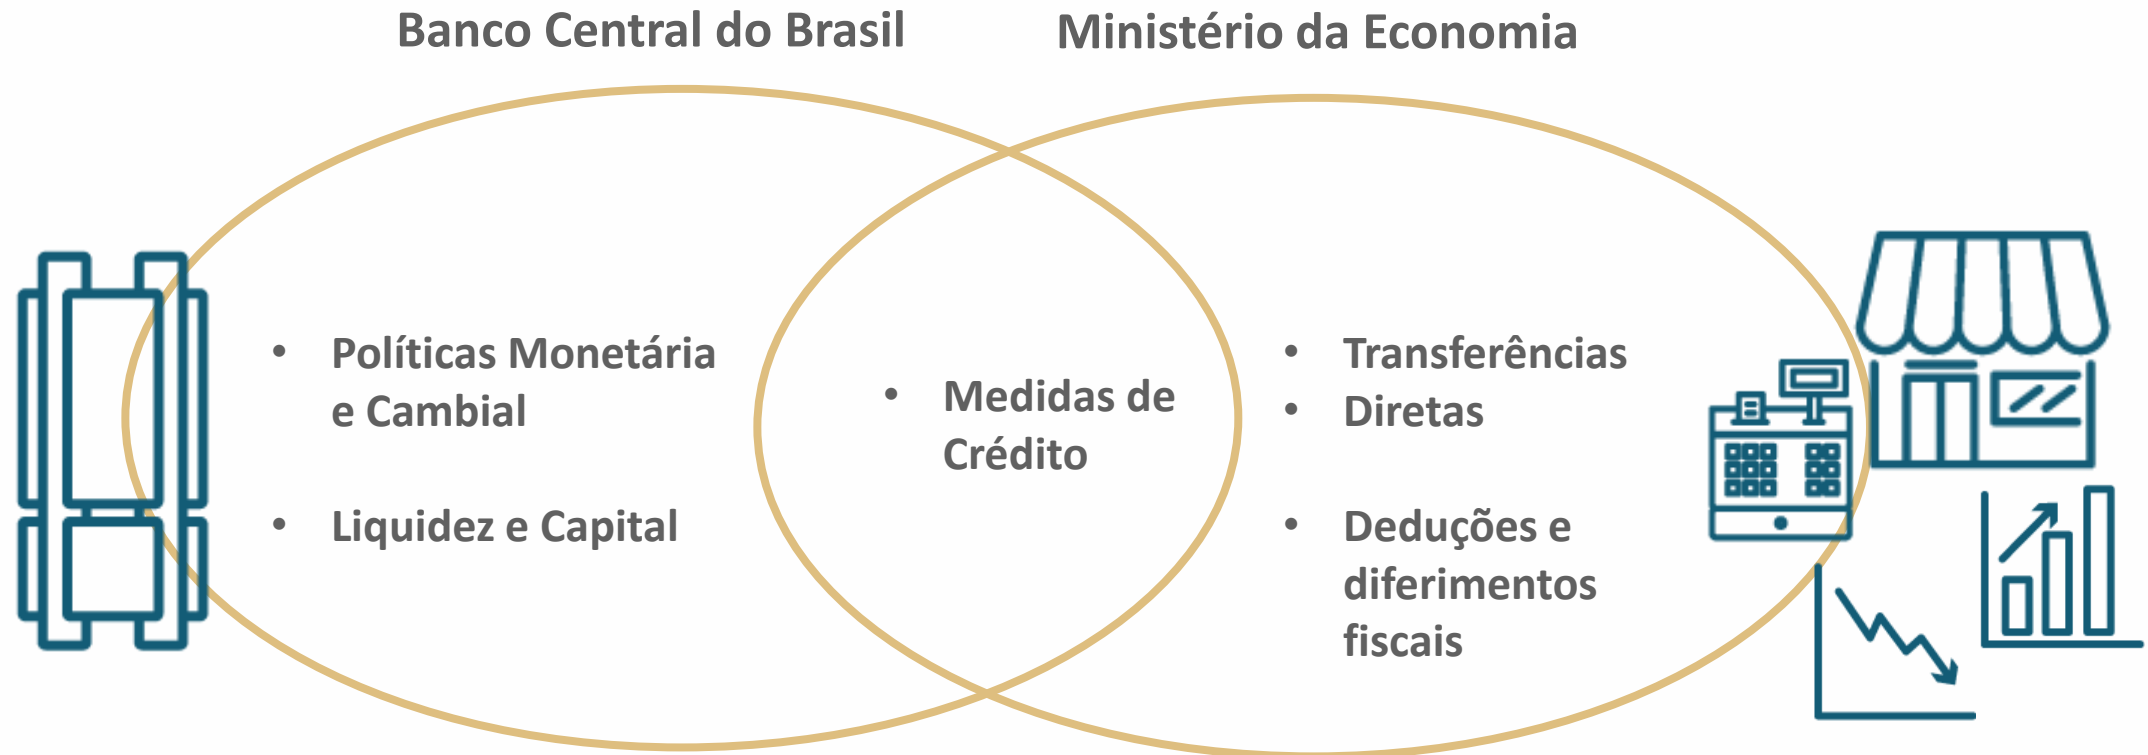 Banco Central do Brasil
Ministério da Economia
• Políticas Monetária
e Cambial
• Liquidez e Capital
• Medidas de
Crédito
• Transferências
• Diretas
• Deduções e
diferimentos
fiscais